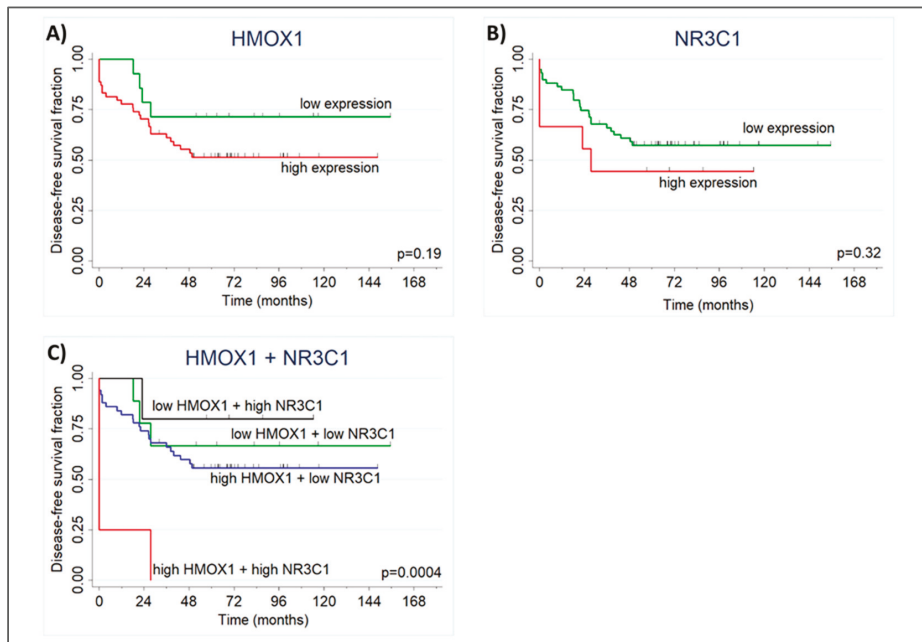 A)
HMOX1
Disease-free survival fraction
1.00
0.75
0.50
0.25
0.00
low expression
high expression
p=0.19
0 24 48 72 96 120 144 168
Time (months)
B)
NR3C1
Disease-free survival fraction
1.00
0.75
0.50
0.25
0.00
low expression
high expression
p=0.32
0 24 48 72 96 120 144 168
Time (months)
C)
HMOX1 + NR3C1
Disease-free survival fraction
1.00
0.75
0.50
0.25
0.00
low HMOX1 + high NR3C1
low HMOX1 + low NR3C1
high HMOX1 + low NR3C1
high HMOX1 + high NR3C1
p=0.0004
0 24 48 72 96 120 144 168
Time (months)